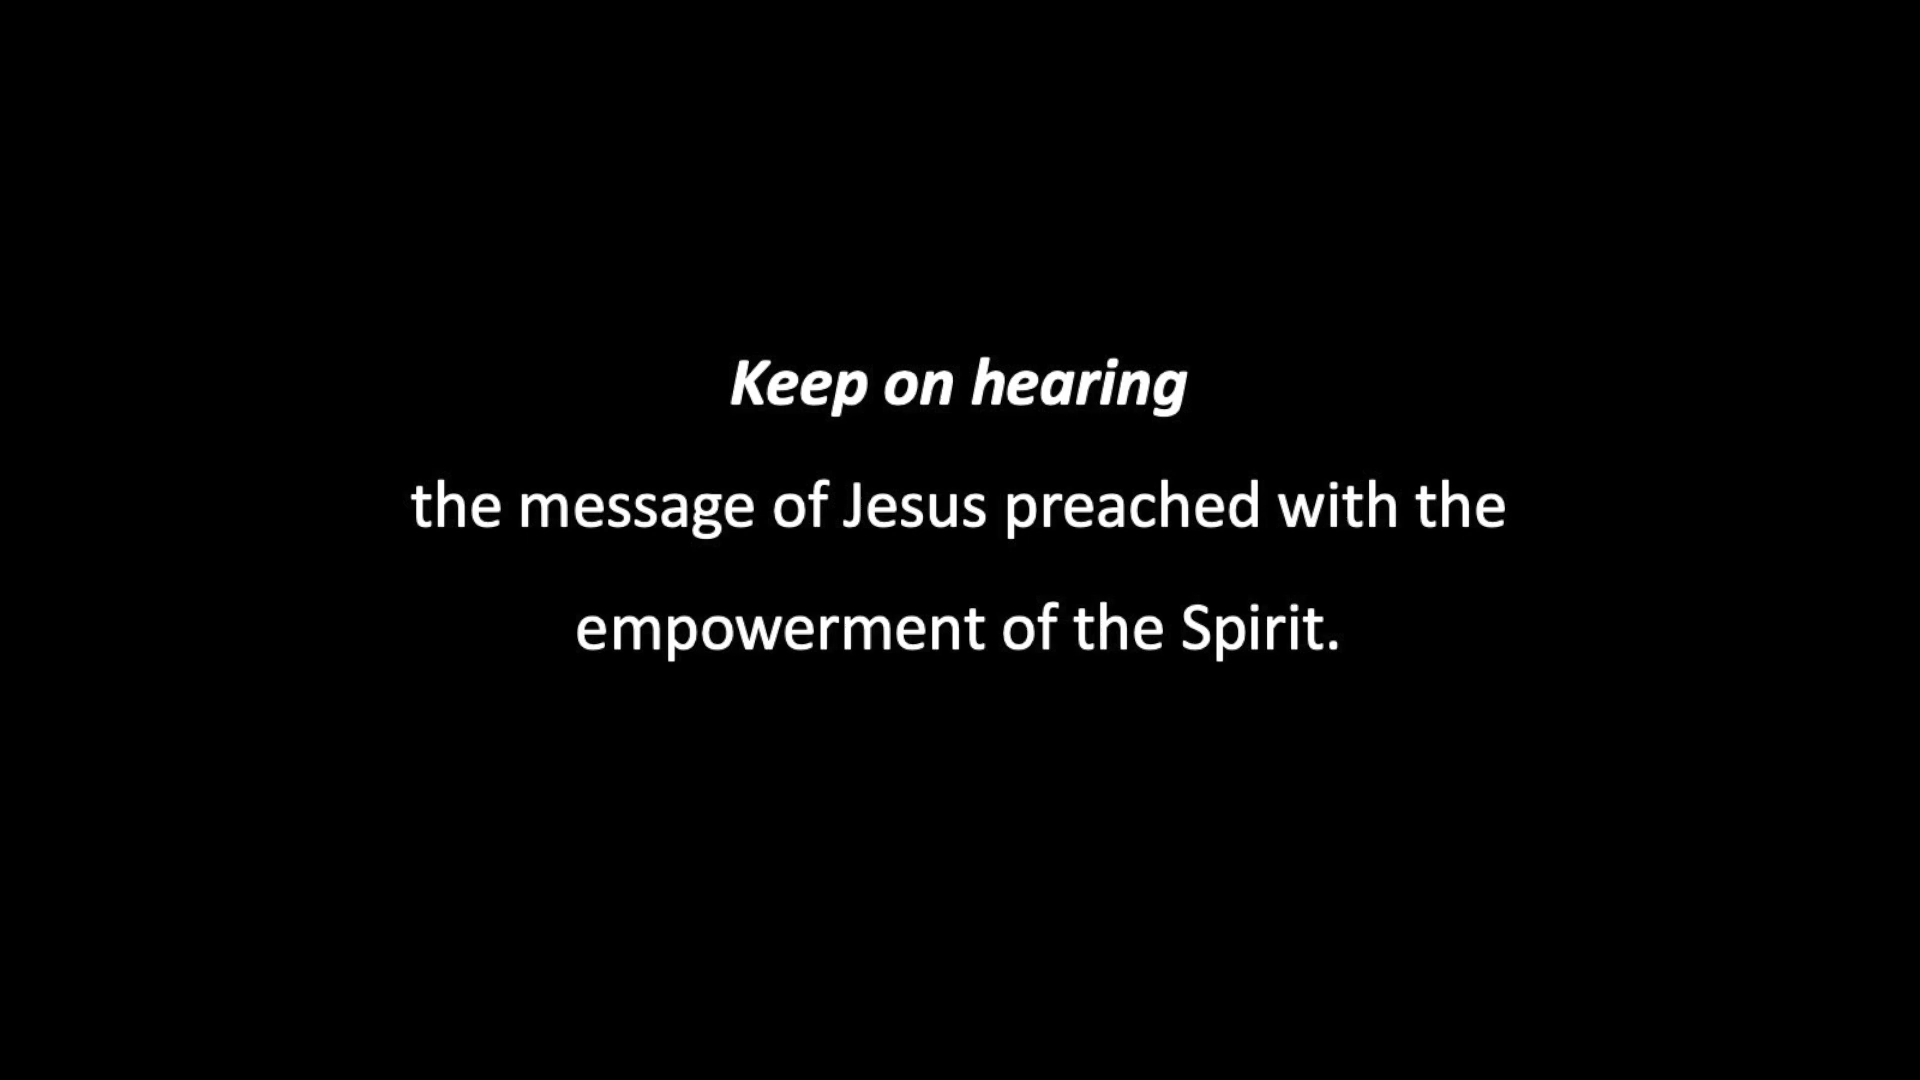 Keep on hearing
the message of Jesus preached with the
empowerment of the Spirit.